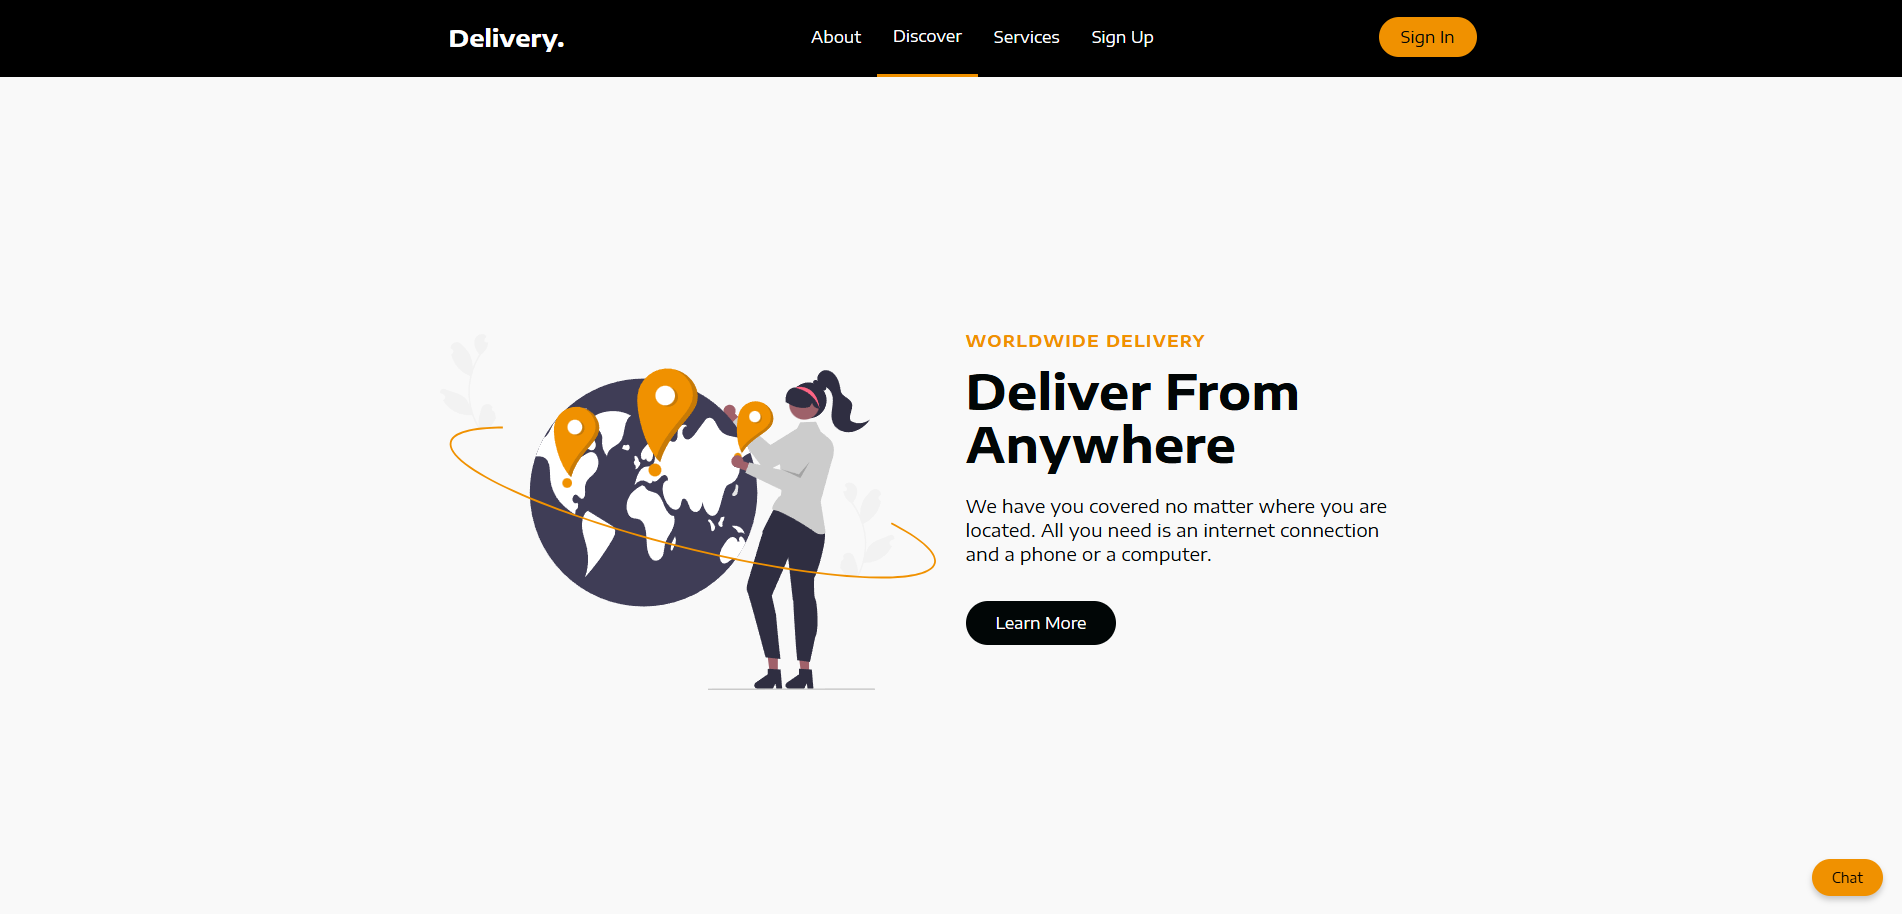 Delivery.
About
Discover
Services
Sign Up
Sign In
WORLDWIDE DELIVERY
Deliver From
Anywhere
We have you covered no matter where you are
located. All you need is an internet connection
and a phone or a computer.
Learn More
Chat